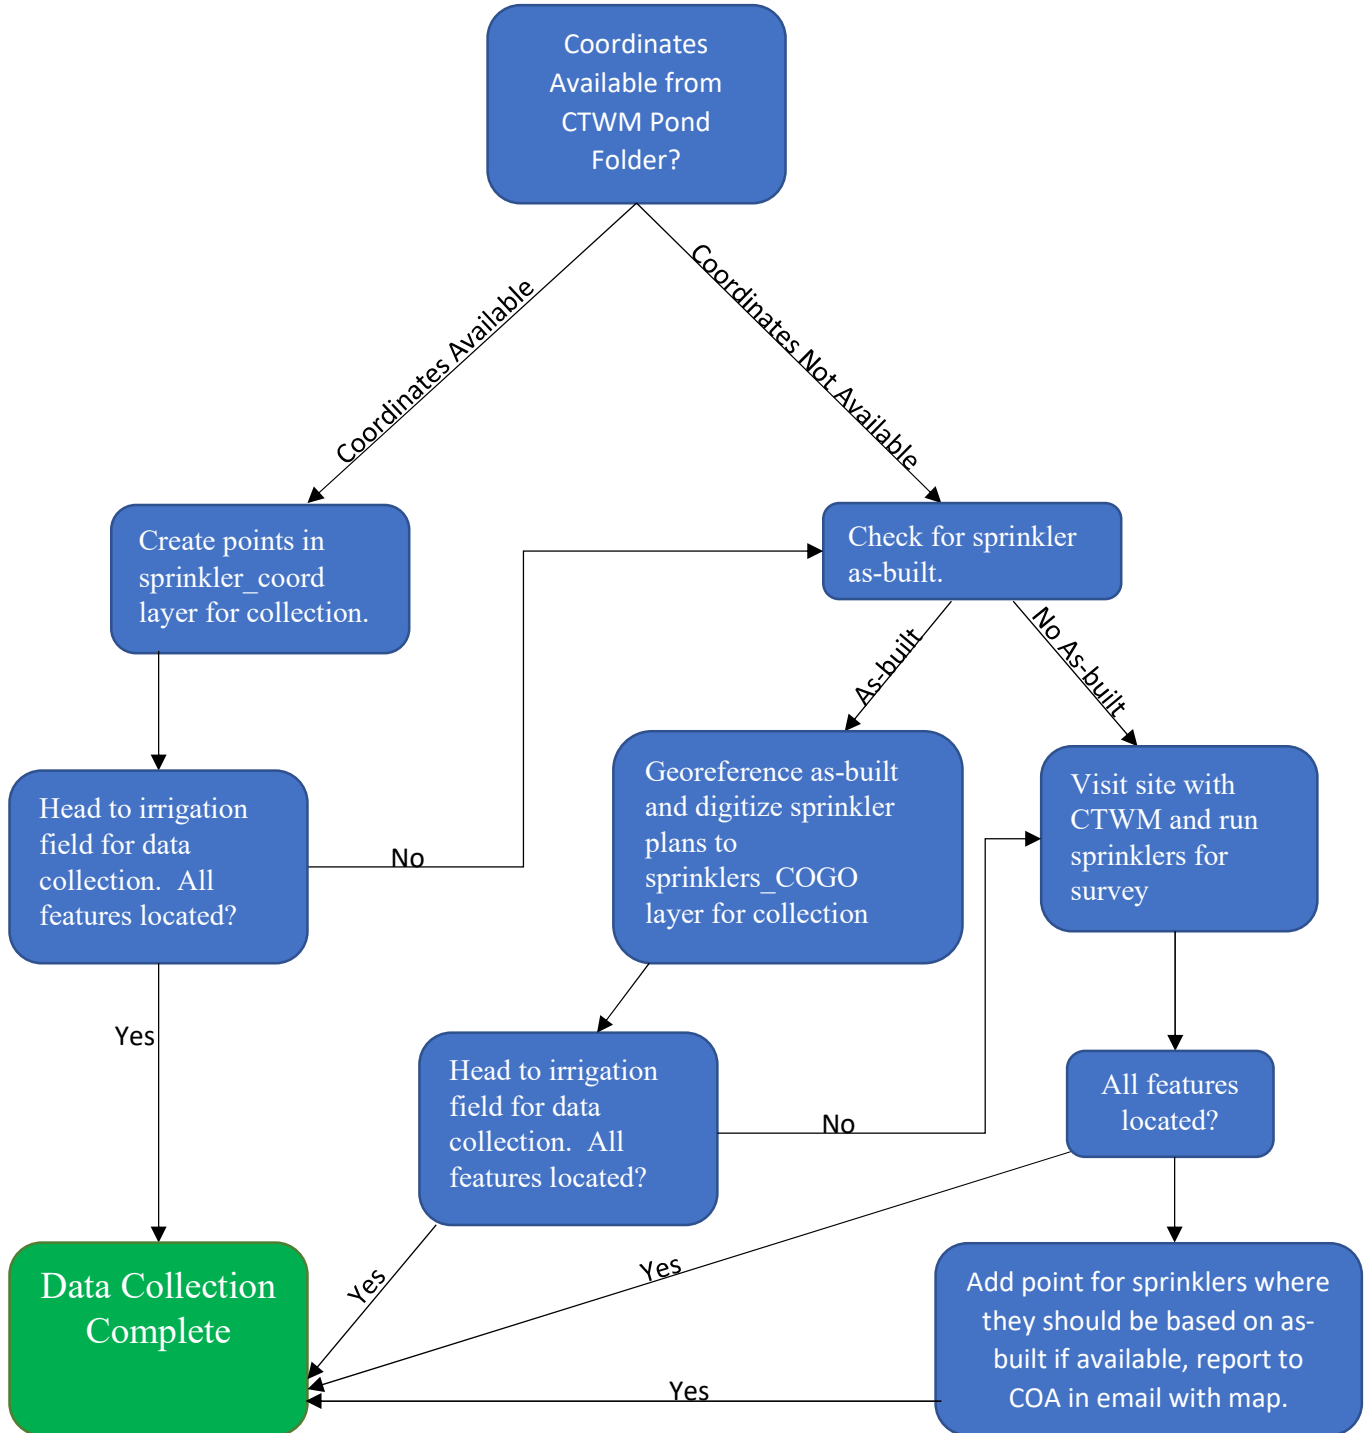 Coordinates
Available from
CTWM Pond
Folder?
Coordinates Available
Coordinates Not Available
Create points in
sprinkler_coord
layer for collection.
Check for sprinkler
as-built.
As-built
No As-built
Head to irrigation
field for data
collection.  All
features located?
No
Georeference as-built
and digitize sprinkler
plans to
sprinklers_COGO
layer for collection
Visit site with
CTWM and run
sprinklers for
survey
Yes
Head to irrigation
field for data
collection.  All
features located?
No
All features
located?
Yes
Yes
Data Collection
Complete
Add point for sprinklers where
they should be based on as-
built if available, report to
COA in email with map.
Yes